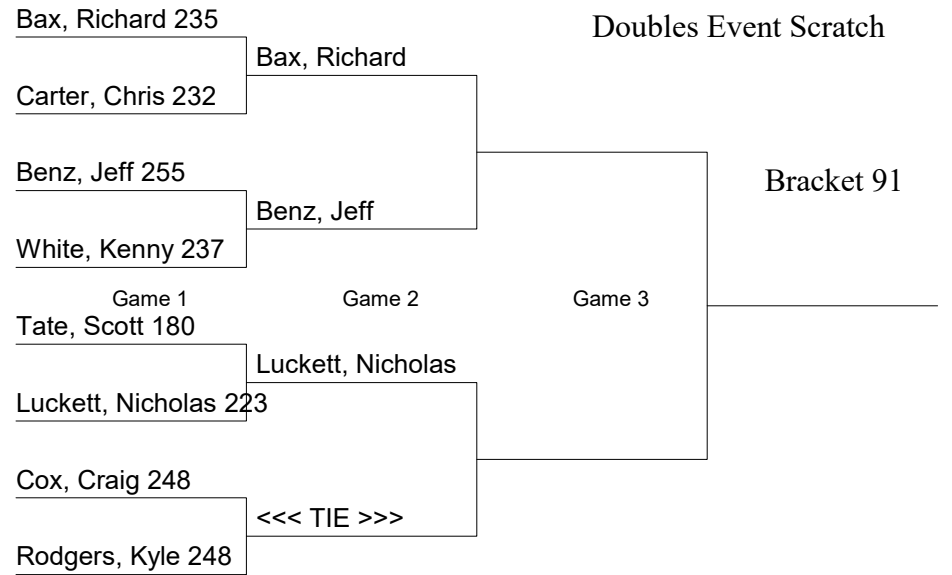 Bax, Richard 235
Doubles Event Scratch
Bax, Richard
Carter, Chris 232
Benz, Jeff 255
Bracket 91
Benz, Jeff
White, Kenny 237
Game 1
Game 2
Game 3
Tate, Scott 180
Luckett, Nicholas
Luckett, Nicholas 223
Cox, Craig 248
<<< TIE >>>
Rodgers, Kyle 248